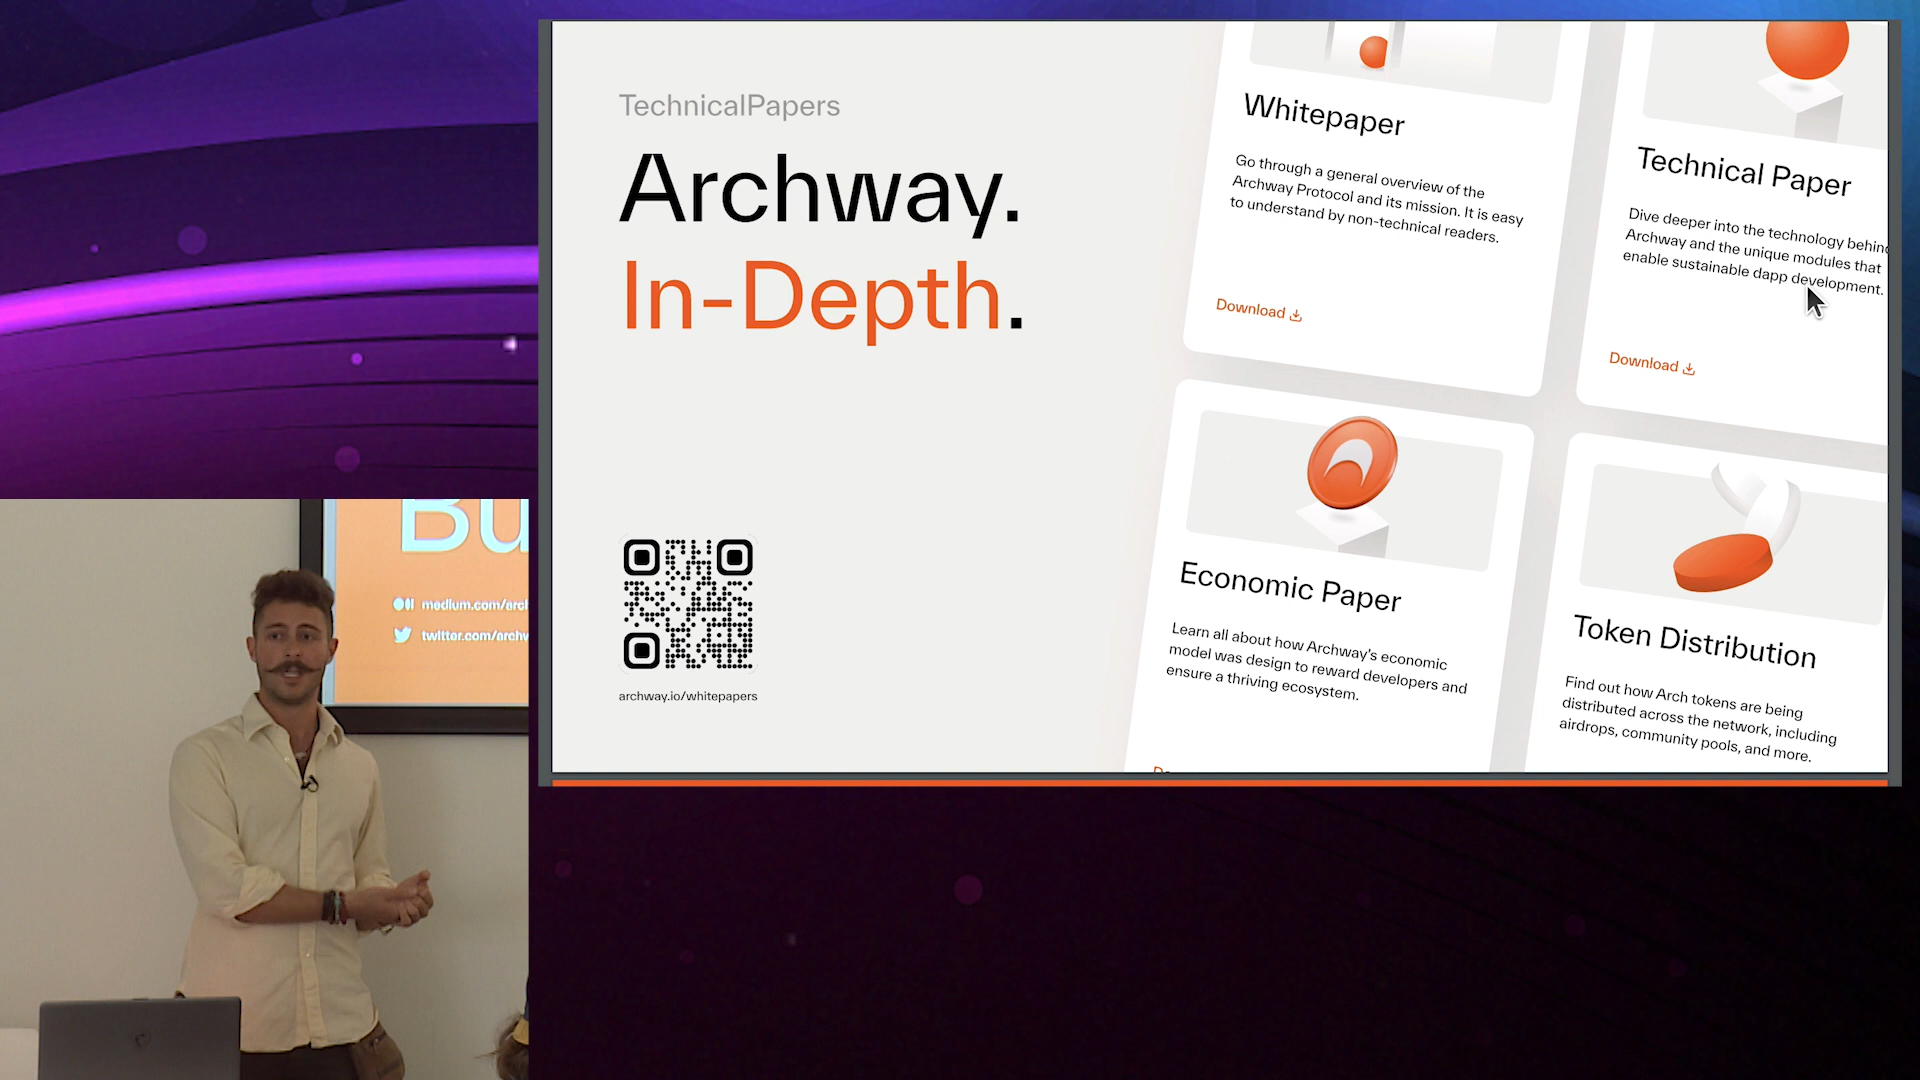 TechnicalPapers
Archway.
In-Depth.
archway.io/whitepapers
Whitepaper
Go through a general overview of the
Archway Protocol and its mission. It is easy
to understand by non-technical readers.
Download
Technical Paper
Dive deeper into the technology behind
Archway and the unique modules that
enable sustainable dapp development.
Download
Economic Paper
Learn all about how Archway's economic
model was design to reward developers and
ensure a thriving ecosystem.
Token Distribution
Find out how Arch tokens are being
distributed across the network, including
airdrops, community pools, and more.
Bu
medium.com/arch
twitter.com/archw